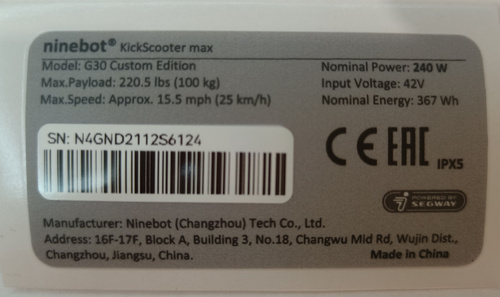 ninebot® KickScooter max
Model: G30 Custom Edition
Max.Payload: 220.5 lbs (100 kg)
Max.Speed: Approx. 15.5 mph (25 km/h)
Nominal Power: 240 W
Input Voltage: 42V
Nominal Energy: 367 Wh
SN: N4GND2112S6124
CE EAC IPX5
POWERED BY
SEGWAY
Manufacturer: Ninebot (Changzhou) Tech Co., Ltd.
Address: 16F-17F, Block A, Building 3, No.18, Changwu Mid Rd, Wujin Dist.,
Changzhou, Jiangsu, China.
Made in China